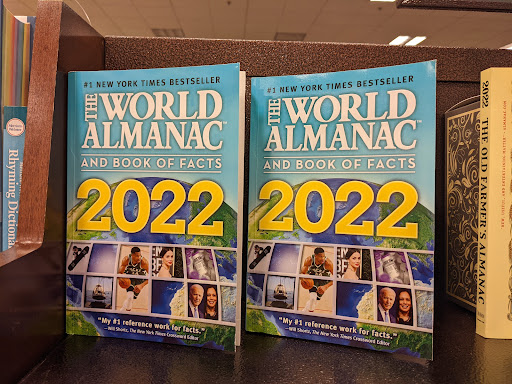 Rhyming Dictionar
#1 NEW YORK TIMES BESTSELLER
THE WORLD
ALMANAC™
AND BOOK OF FACTS
2022
"My #1 reference work for facts."
—Will Shortz, The New York Times Crossword Editor
#1 NEW YORK TIMES BESTSELLER
THE WORLD
ALMANAC™
AND BOOK OF FACTS
2022
"My #1 reference work for facts."
—Will Shortz, The New York Times Crossword Editor
2022
THE OLD FARMER'S ALMANAC